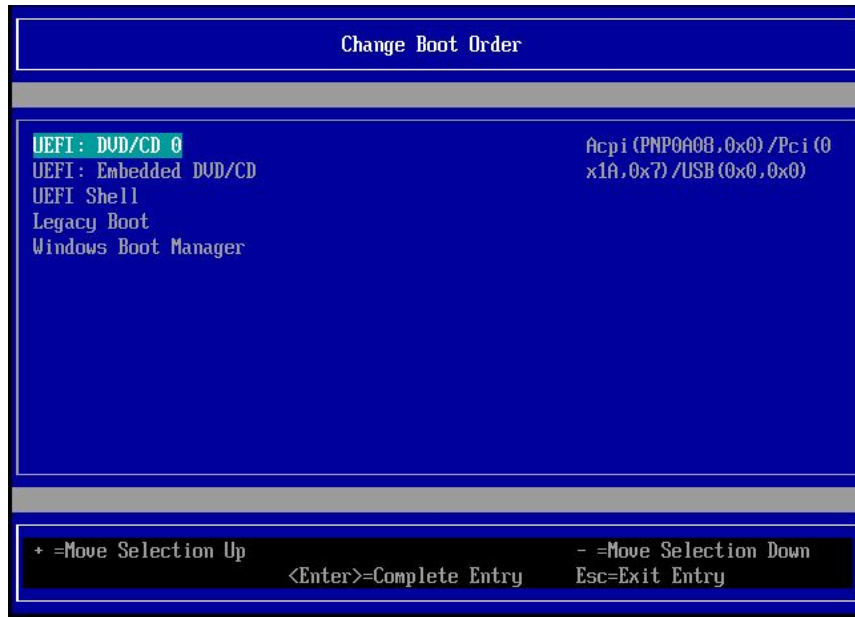 Change Boot Order
UEFI: DVD/CD 0
UEFI: Embedded DVD/CD
UEFI Shell
Legacy Boot
Windows Boot Manager
Acpi(PNP0A08,0x0)/Pci(0
x1A,0x7)/USB(0x0,0x0)
+ =Move Selection Up
- =Move Selection Down
<Enter>=Complete Entry
Esc=Exit Entry